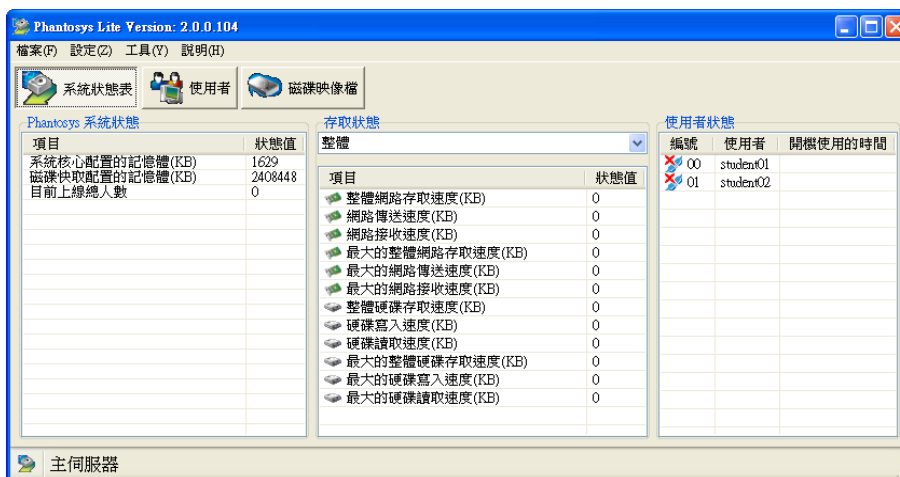 Phantosys Lite Version: 2.0.0.104
檔案(F) 設定(Z) 工具(Y) 說明(H)
系統狀態表 使用者 磁碟映像檔
Phantosys 系統狀態
項目 狀態值
系統核心配置的記憶體(KB) 1629
磁碟快取配置的記憶體(KB) 2408448
目前上線總人數 0
存取狀態
整體
項目 狀態值
整體網路存取速度(KB) 0
網路傳送速度(KB) 0
網路接收速度(KB) 0
最大的整體網路存取速度(KB) 0
最大的網路傳送速度(KB) 0
最大的網路接收速度(KB) 0
整體硬碟存取速度(KB) 0
硬碟寫入速度(KB) 0
硬碟讀取速度(KB) 0
最大的整體硬碟存取速度(KB) 0
最大的硬碟寫入速度(KB) 0
最大的硬碟讀取速度(KB) 0
使用者狀態
編號 使用者 開機使用的時間
00 student01
01 student02
主伺服器